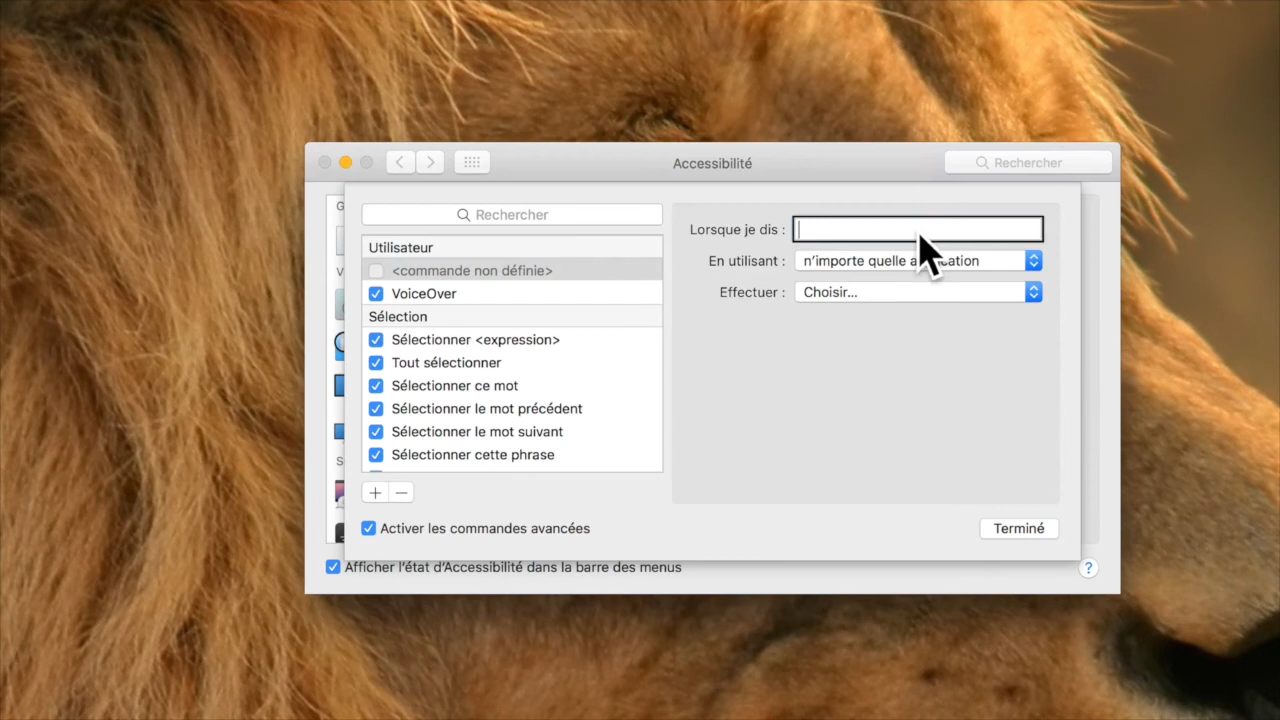 Accessibilité
Rechercher
Rechercher
Utilisateur
<commande non définie>
VoiceOver
Sélection
Sélectionner <expression>
Tout sélectionner
Sélectionner ce mot
Sélectionner le mot précédent
Sélectionner le mot suivant
Sélectionner cette phrase
Lorsque je dis :
En utilisant : n’importe quelle
Effectuer : Choisir...
Activer les commandes avancées
Terminé
Afficher l’état d’Accessibilité dans la barre des menus
?